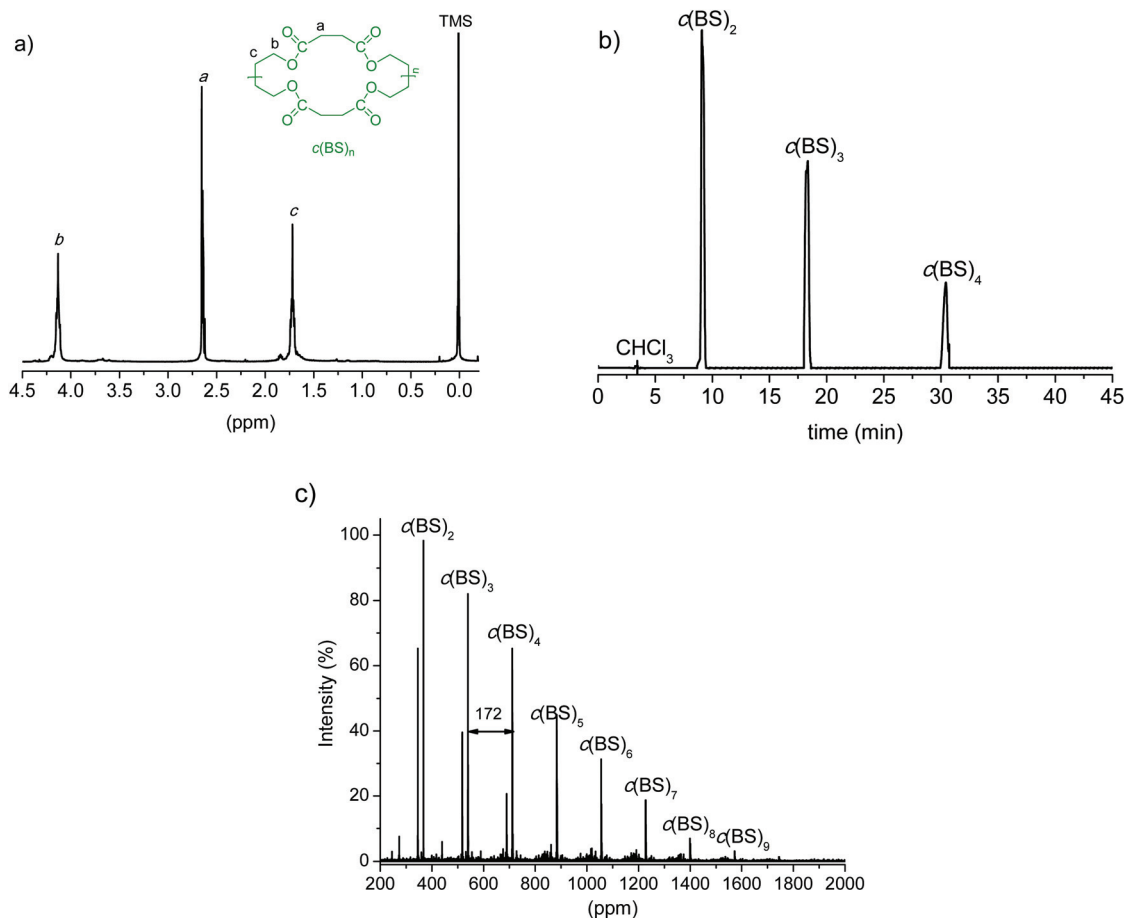 a)
TMS
a
b
c
O
O
C
C
O
O
n
O
O
C
C
O
O
c(BS)n
a
b
c
4.5 4.0 3.5 3.0 2.5 2.0 1.5 1.0 0.5 0.0
(ppm)
b)
c(BS)2
c(BS)3
c(BS)4
CHCl3
0 5 10 15 20 25 30 35 40 45
time (min)
c)
c(BS)2
c(BS)3
c(BS)4
172
c(BS)5
c(BS)6
c(BS)7
c(BS)8
c(BS)9
Intensity (%)
100
80
60
40
20
0
200 400 600 800 1000 1200 1400 1600 1800 2000
(ppm)